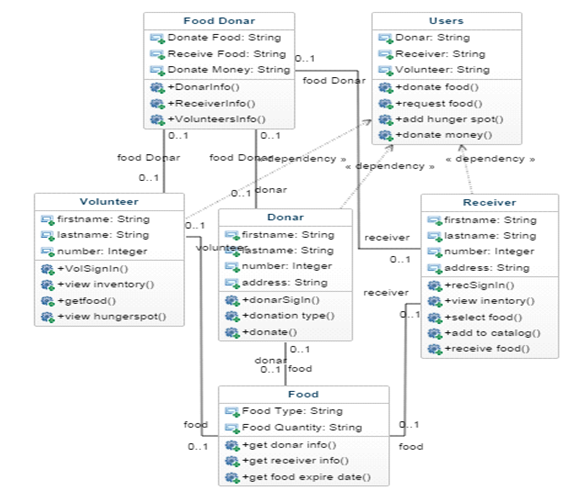 Food Donar
Donate Food: String
Receive Food: String
Donate Money: String
+DonarInfo()
+ReceiverInfo()
+VolunteersInfo()
Users
Donar: String
Receiver: String
Volunteer: String
+donate food()
+request food()
+add hunger spot()
+donate money()
0..1
food Donar
0..1
0..1
food Donar
food Donar
« dependency »
« dependency »
« dependency »
0..1
0..1
donar
Volunteer
firstname: String
lastname: String
number: Integer
+VolSignIn()
+view inventory()
+getfood()
+view hungerspot()
0..1
volunteer
Donar
firstname: String
lastname: String
number: Integer
address: String
+donarSigIn()
+donation type()
+donate()
receiver
0..1
receiver
0..1
Receiver
firstname: String
lastname: String
number: Integer
address: String
+recSignIn()
+view inentory()
+select food()
+add to catalog()
+receive food()
0..1
donar
0..1
food
Food
Food Type: String
Food Quantity: String
+get donar info()
+get receiver info()
+get food expire date()
food
0..1
0..1
food